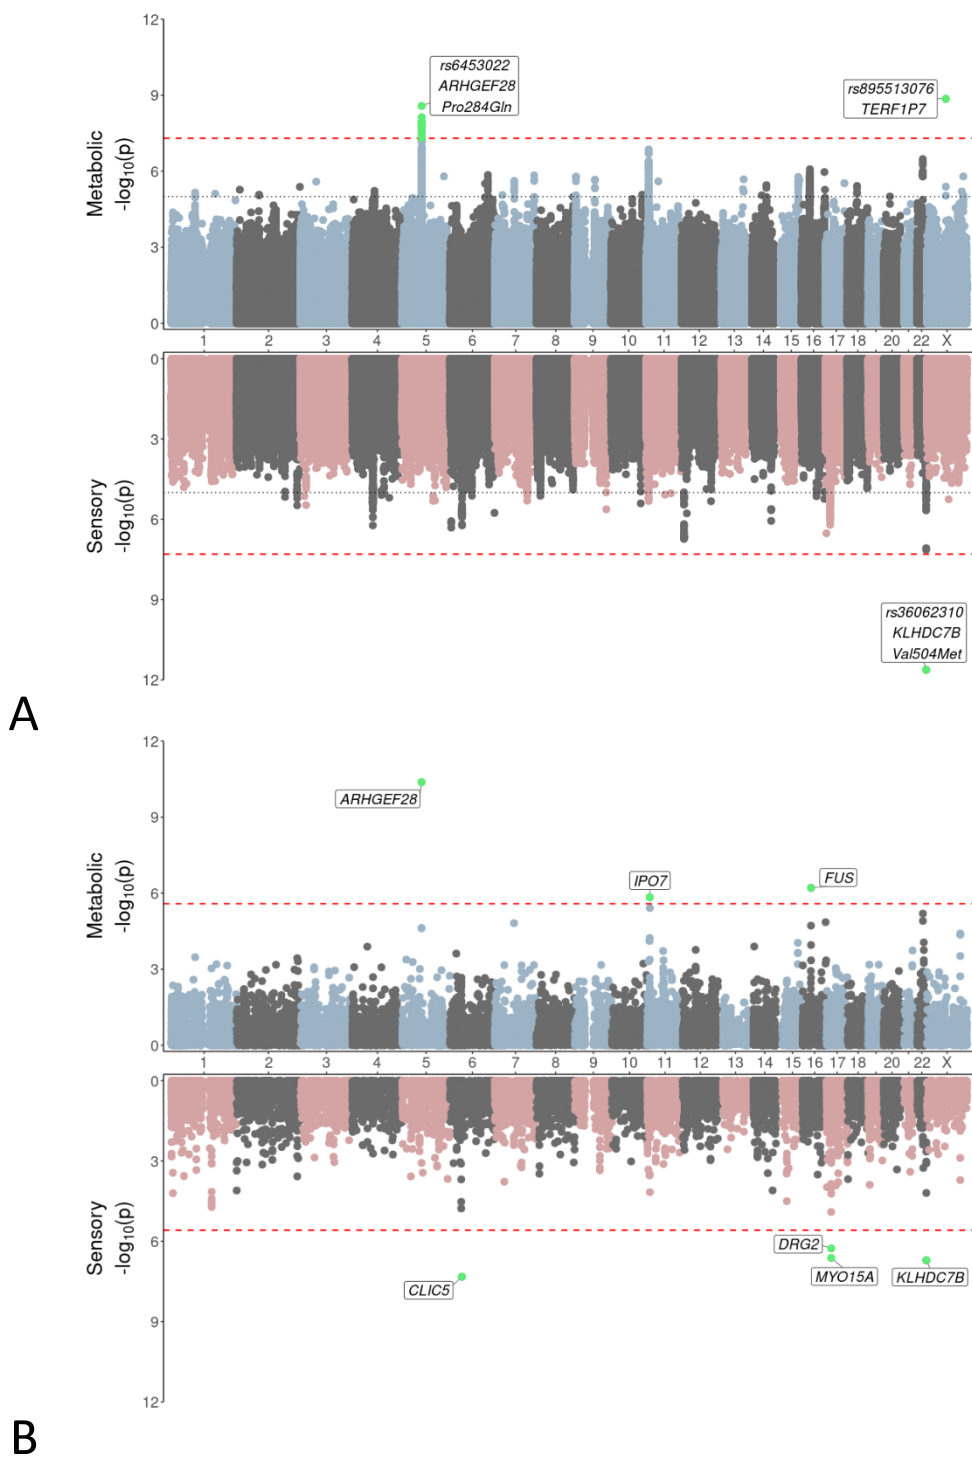 12
rs6453022
ARHGEF28
Pro284Gln
rs895513076
TERF1P7
9
6
3
0
Metabolic
-log10(p)
1 2 3 4 5 6 7 8 9 10 11 12 13 14 15 16 17 18 20 22 X
0
3
6
9
12
Sensory
-log10(p)
rs36062310
KLHDC7B
Val504Met
A
12
9
6
3
0
Metabolic
-log10(p)
ARHGEF28
IPO7
FUS
1 2 3 4 5 6 7 8 9 10 11 12 13 14 15 16 17 18 20 22 X
0
3
6
9
12
Sensory
-log10(p)
DRG2
MYO15A
KLHDC7B
CLIC5
B